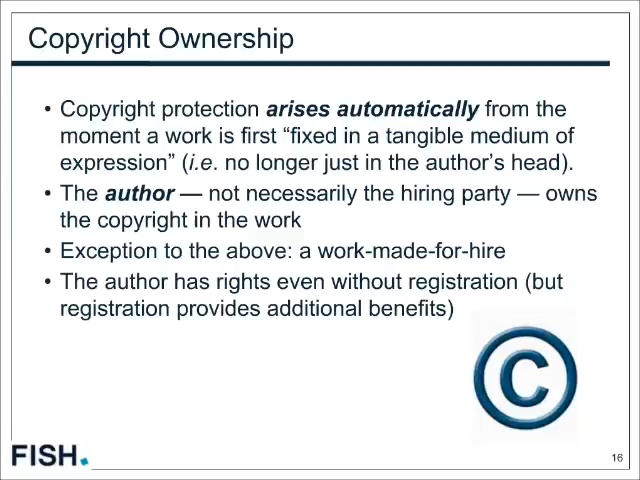 Copyright Ownership
• Copyright protection arises automatically from the
moment a work is first “fixed in a tangible medium of
expression” (i.e. no longer just in the author’s head).
• The author — not necessarily the hiring party — owns
the copyright in the work
• Exception to the above: a work-made-for-hire
• The author has rights even without registration (but
registration provides additional benefits)
©
FISH.
16